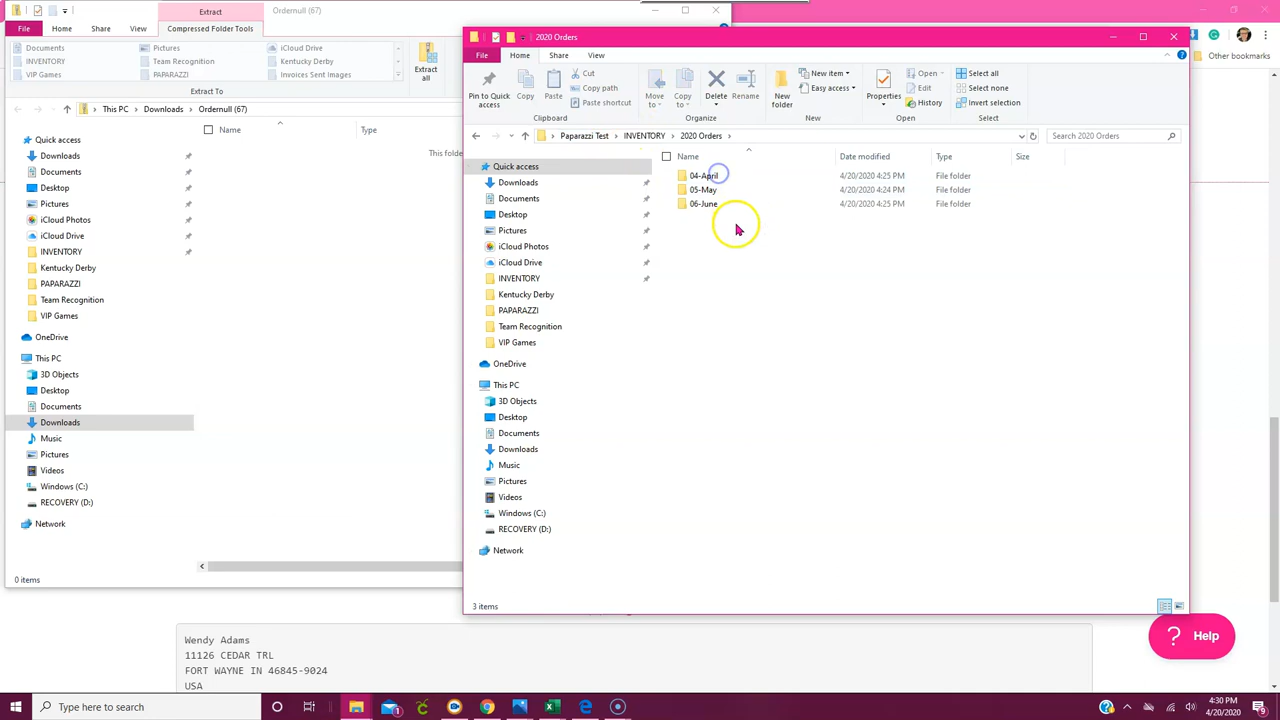 Extract
Ordernull (67)
File
Home
Share
View
Compressed Folder Tools
Documents
Pictures
iCloud Drive
INVENTORY
Team Recognition
Kentucky Derby
VIP Games
PAPARAZZI
Invoices Sent Images
Extract all
Extract To
This PC > Downloads > Ordernull (67)
Name
Type
This folde
Quick access
Downloads
Documents
Desktop
Pictures
iCloud Photos
iCloud Drive
INVENTORY
Kentucky Derby
PAPARAZZI
Team Recognition
VIP Games
OneDrive
This PC
3D Objects
Desktop
Documents
Downloads
Music
Pictures
Videos
Windows (C:)
RECOVERY (D:)
Network
0 items
2020 Orders
File
Home
Share
View
Pin to Quick access
Copy
Paste
Cut
Copy path
Paste shortcut
Clipboard
Move to
Copy to
Delete
Rename
Organize
New folder
New item
Easy access
New
Properties
Open
Edit
History
Open
Select all
Select none
Invert selection
Select
Paparazzi Test > INVENTORY > 2020 Orders >
Search 2020 Orders
Name
Date modified
Type
Size
04-April 4/20/2020 4:25 PM File folder
05-May 4/20/2020 4:24 PM File folder
06-June 4/20/2020 4:25 PM File folder
Quick access
Downloads
Documents
Desktop
Pictures
iCloud Photos
iCloud Drive
INVENTORY
Kentucky Derby
PAPARAZZI
Team Recognition
VIP Games
OneDrive
This PC
3D Objects
Desktop
Documents
Downloads
Music
Pictures
Videos
Windows (C:)
RECOVERY (D:)
Network
3 items
Other bookmarks
Wendy Adams
11126 CEDAR TRL
FORT WAYNE IN 46845-9024
USA
? Help
Type here to search
4:30 PM
4/20/2020